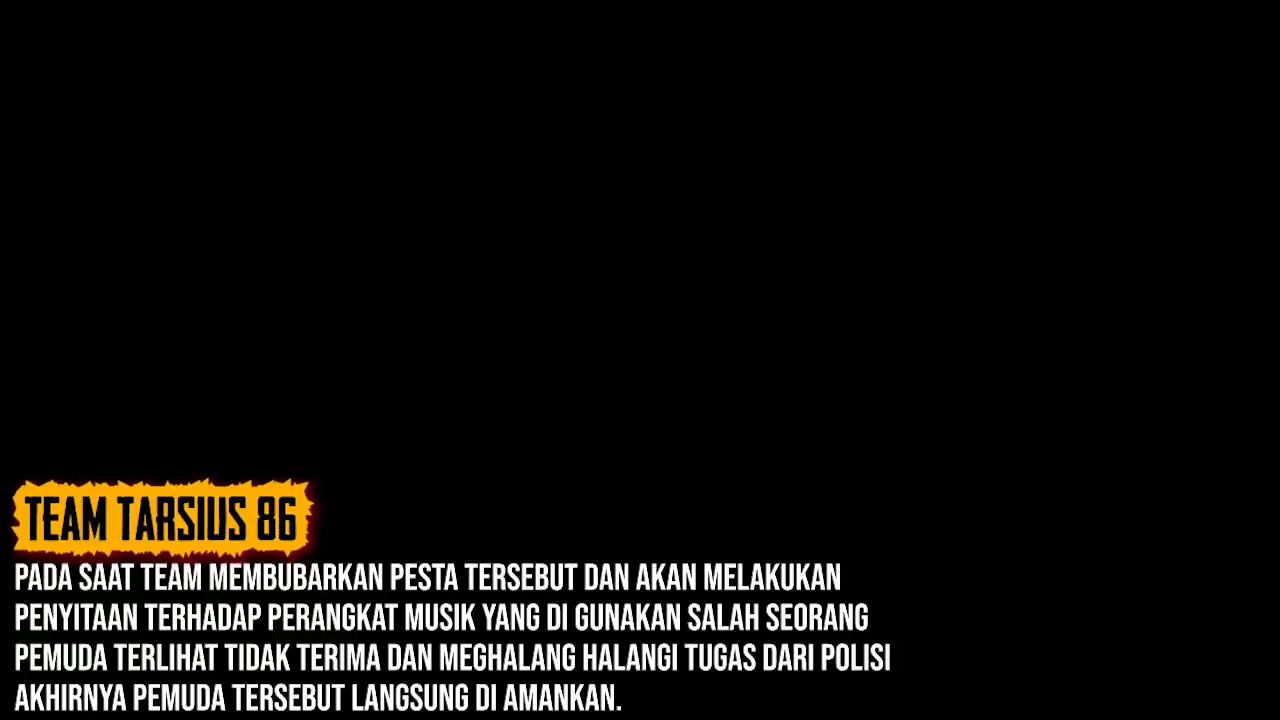 TEAM TARSIUS 86
PADA SAAT TEAM MEMBUBARKAN PESTA TERSEBUT DAN AKAN MELAKUKAN
PENYITAAN TERHADAP PERANGKAT MUSIK YANG DI GUNAKAN SALAH SEORANG
PEMUDA TERLIHAT TIDAK TERIMA DAN MEGHALANG HALANGI TUGAS DARI POLISI
AKHIRNYA PEMUDA TERSEBUT LANGSUNG DI AMANKAN.